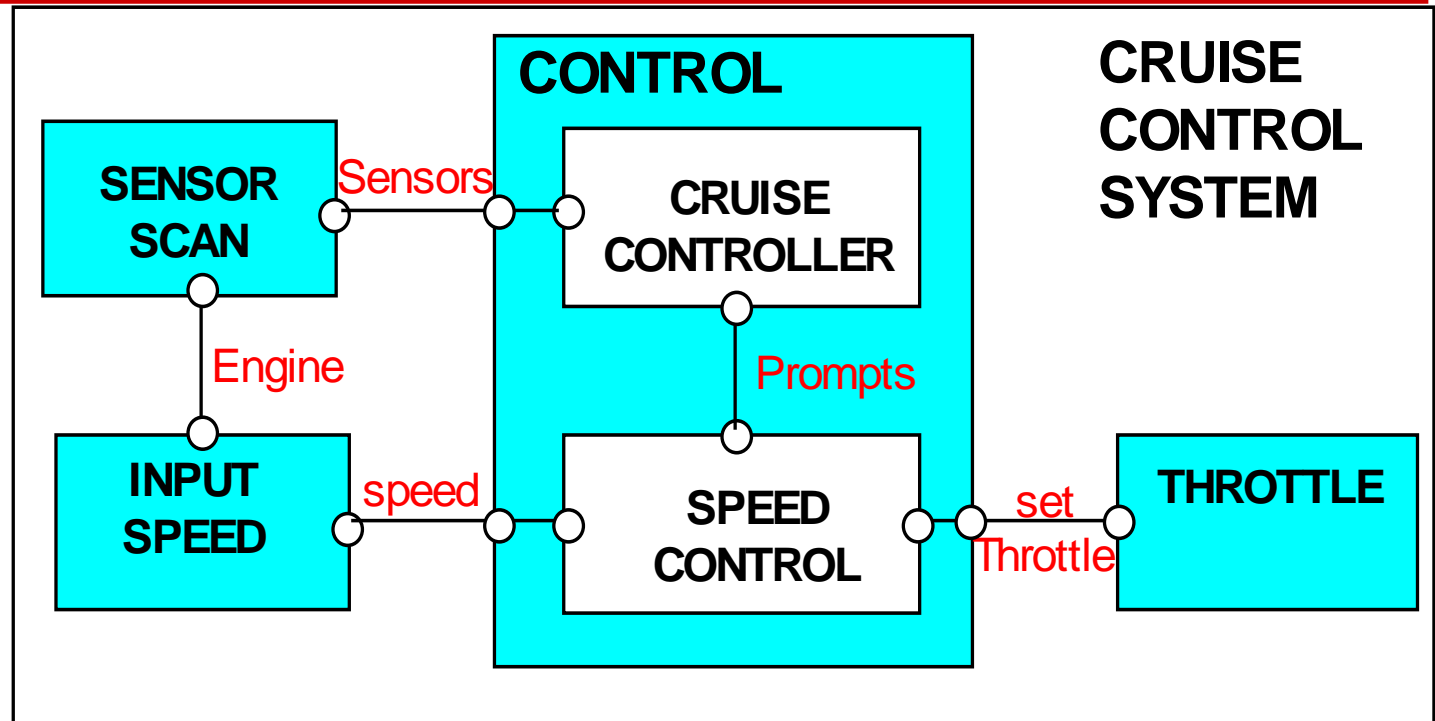 CONTROL
CRUISE
CONTROL
SYSTEM
SENSOR
SCAN
Sensors
CRUISE
CONTROLLER
Engine
Prompts
INPUT
SPEED
speed
SPEED
CONTROL
set
Throttle
THROTTLE